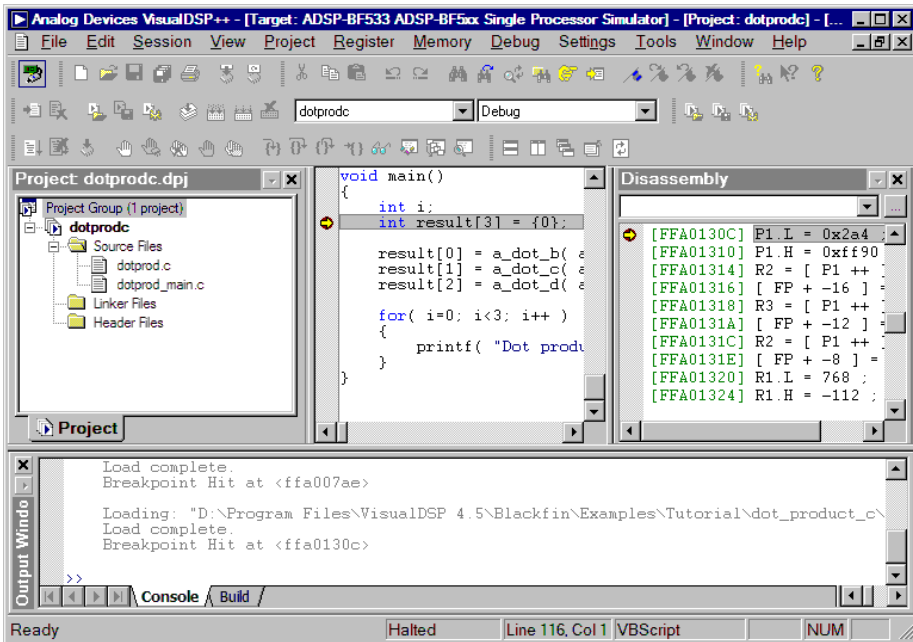 Analog Devices VisualDSP++ - [Target: ADSP-BF533 ADSP-BF5xx Single Processor Simulator] - [Project: dotprodc] - [...
File Edit Session View Project Register Memory Debug Settings Tools Window Help
dotprodc Debug
Project: dotprodc.dpj
Project Group (1 project)
dotprodc
Source Files
dotprod.c
dotprod_main.c
Linker Files
Header Files
Project
void main()
{
int i;
int result[3] = {0};
result[0] = a_dot_b( a
result[1] = a_dot_c( a
result[2] = a_dot_d( a
for( i=0; i<3; i++ )
{
printf( "Dot produ
}
}
Disassembly
...
[FFA0130C] P1.L = 0x2a4 ;
[FFA01310] P1.H = 0xff90
[FFA01314] R2 = [ P1 ++ ]
[FFA01316] [ FP + -16 ] =
[FFA01318] R3 = [ P1 ++ ]
[FFA0131A] [ FP + -12 ] =
[FFA0131C] R2 = [ P1 ++ ]
[FFA0131E] [ FP + -8 ] =
[FFA01320] R1.L = 768 ;
[FFA01324] R1.H = -112 ;
Output Windo
Load complete.
Breakpoint Hit at <ffa007ae>
Loading: "D:\Program Files\VisualDSP 4.5\Blackfin\Examples\Tutorial\dot_product_c\
Load complete.
Breakpoint Hit at <ffa0130c>
>>
Console Build
Ready Halted Line 116, Col 1 VBScript NUM